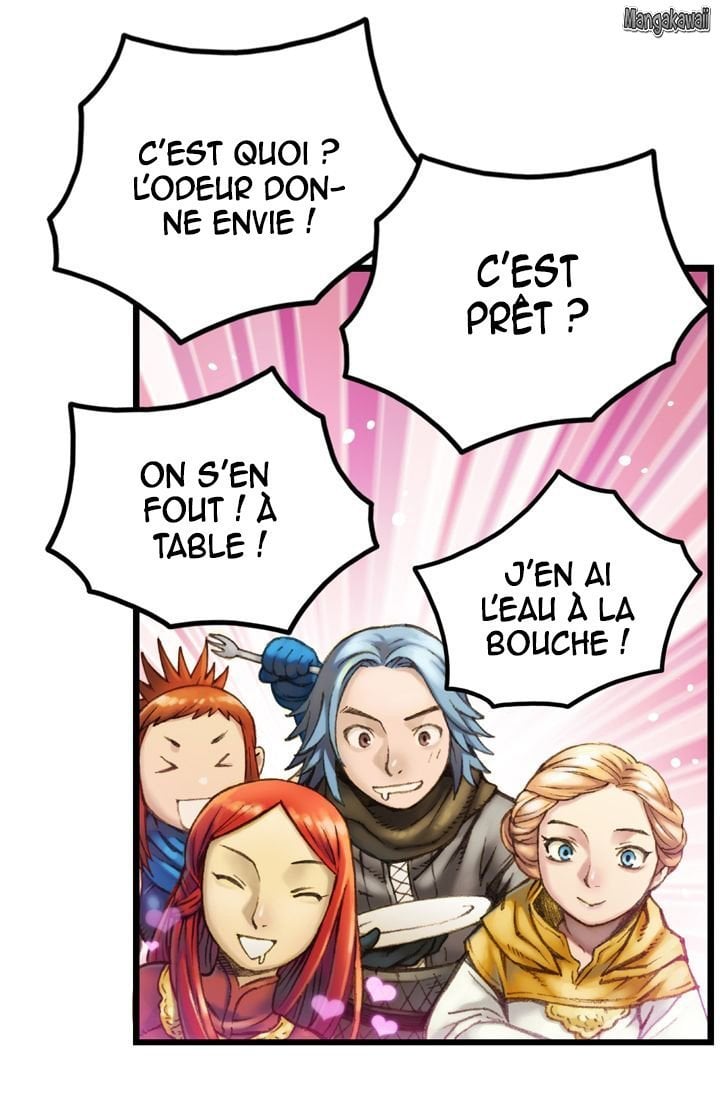 Mangakawaii
C'EST QUOI ?
L'ODEUR DON-
NE ENVIE !
C'EST
PRÊT ?
ON S'EN
FOUT ! À
TABLE !
J'EN AI
L'EAU À LA
BOUCHE !